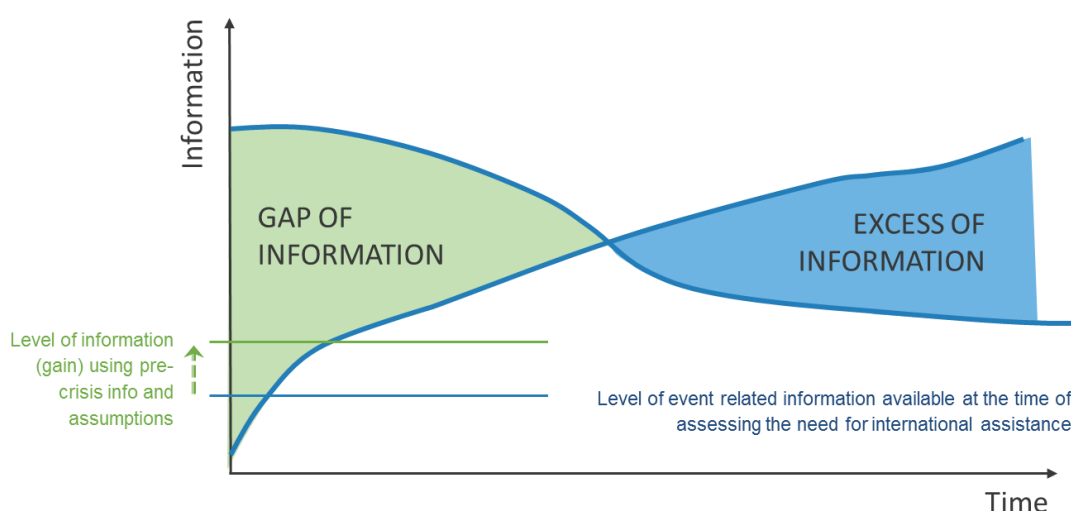 Information
GAP OF
INFORMATION
EXCESS OF
INFORMATION
Level of information
(gain) using pre-
crisis info and
assumptions
Level of event related information available at the time of
assessing the need for international assistance
Time